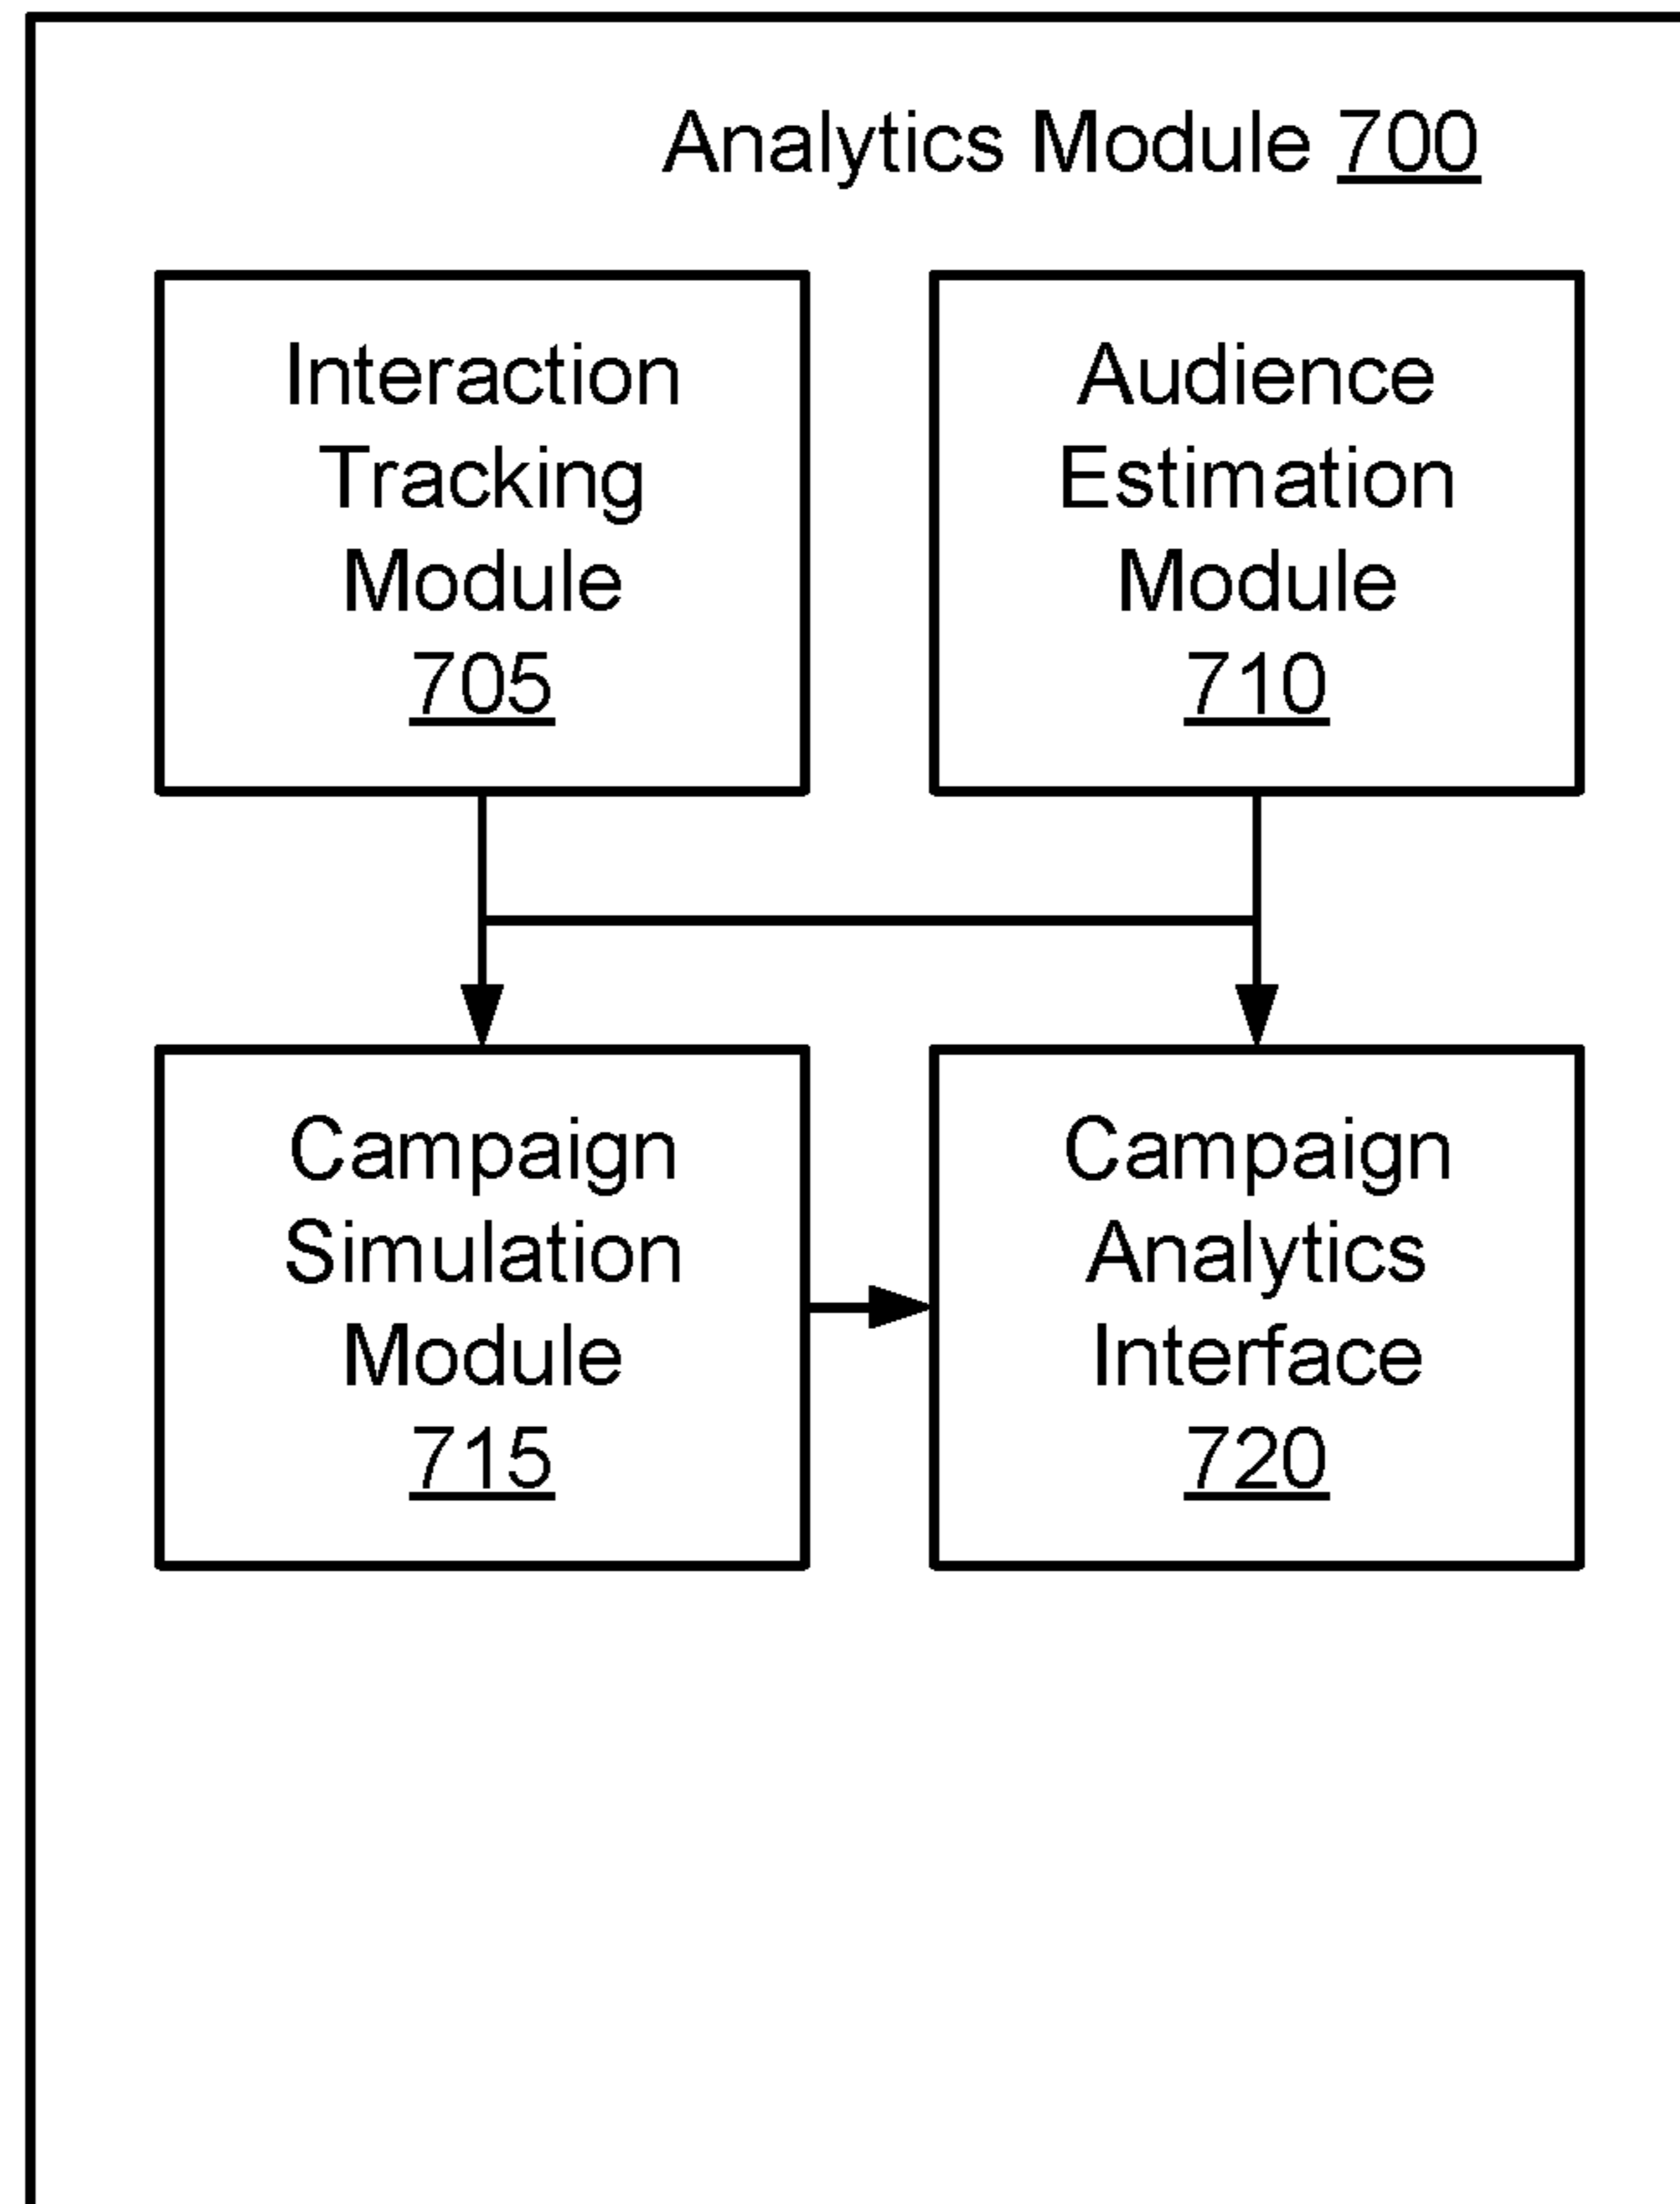 Analytics Module 700
Interaction
Tracking
Module
705
Audience
Estimation
Module
710
Campaign
Simulation
Module
715
Campaign
Analytics
Interface
720